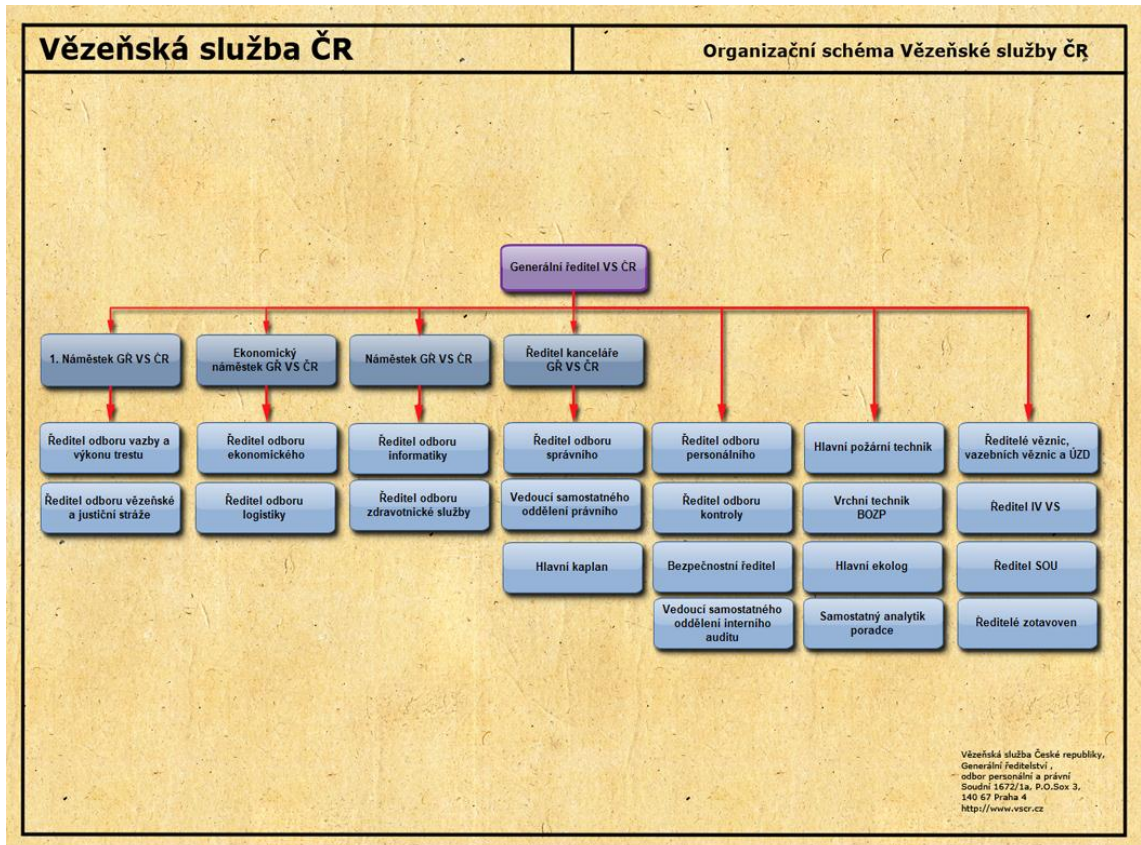 Vězeňská služba ČR
Organizační schéma Vězeňské služby ČR
Generální ředitel VS ČR
1. Náměstek GŘ VS ČR
Ekonomický
náměstek GŘ VS ČR
Náměstek GŘ VS ČR
Ředitel kanceláře
GŘ VS ČR
Ředitel odboru vazby a
výkonu trestu
Ředitel odboru
ekonomického
Ředitel odboru
informatiky
Ředitel odboru
správního
Ředitel odboru
personálního
Hlavní požární technik
Ředitelé věznic,
vazebních věznic a ÚZD
Ředitel odboru vězeňské
a justiční stráže
Ředitel odboru
logistiky
Ředitel odboru
zdravotnické služby
Vedoucí samostatného
oddělení právního
Ředitel odboru
kontroly
Vrchní technik
BOZP
Ředitel IV VS
Hlavní kaplan
Bezpečnostní ředitel
Hlavní ekolog
Ředitel SOU
Vedoucí samostatného
oddělení interního
auditu
Samostatný analytik
poradce
Ředitelé zotavoven
Vězeňská služba České republiky,
Generální ředitelství ,
odbor personální a právní
Soudní 1672/1a, P.O.Sox 3,
140 67 Praha 4
http://www.vscr.cz